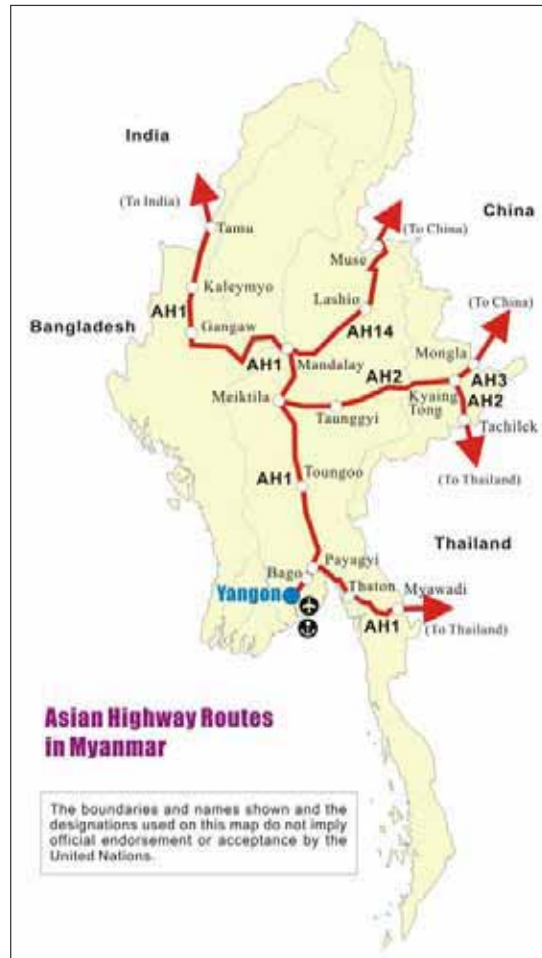 India
(To India)
Tamu
China
(To China)
Muse
Kaleymyo
Lashio
(To China)
AH1
Bangladesh
Gangaw
AH14
Mongla
AH1
Mandalay
AH2
AH3
Kyaing
Tong
AH2
Meiktila
Taunggyi
Tachilek
AH1
Toungoo
(To Thailand)
Thailand
Payagyi
Bago
Yangon
Thaton
Myawadi
AH1
(To Thailand)
Asian Highway Routes
in Myanmar
The boundaries and names shown and the
designations used on this map do not imply
official endorsement or acceptance by the
United Nations.